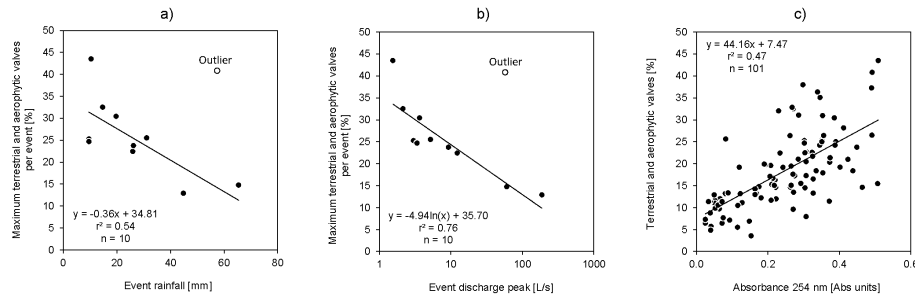 a)
Maximum terrestrial and aerophytic valves
per event [%]
50
45
40
35
30
25
20
15
10
5
0
Outlier
y = -0.36x + 34.81
r² = 0.54
n = 10
0 20 40 60 80
Event rainfall [mm]
b)
Maximum terrestrial and aerophytic valves
per event [%]
50
45
40
35
30
25
20
15
10
5
0
Outlier
y = -4.94ln(x) + 35.70
r² = 0.76
n = 10
1 10 100 1000
Event discharge peak [L/s]
c)
Terrestrial and aerophytic valves [%]
50
45
40
35
30
25
20
15
10
5
0
y = 44.16x + 7.47
r² = 0.47
n = 101
0.0 0.2 0.4 0.6
Absorbance 254 nm [Abs units]